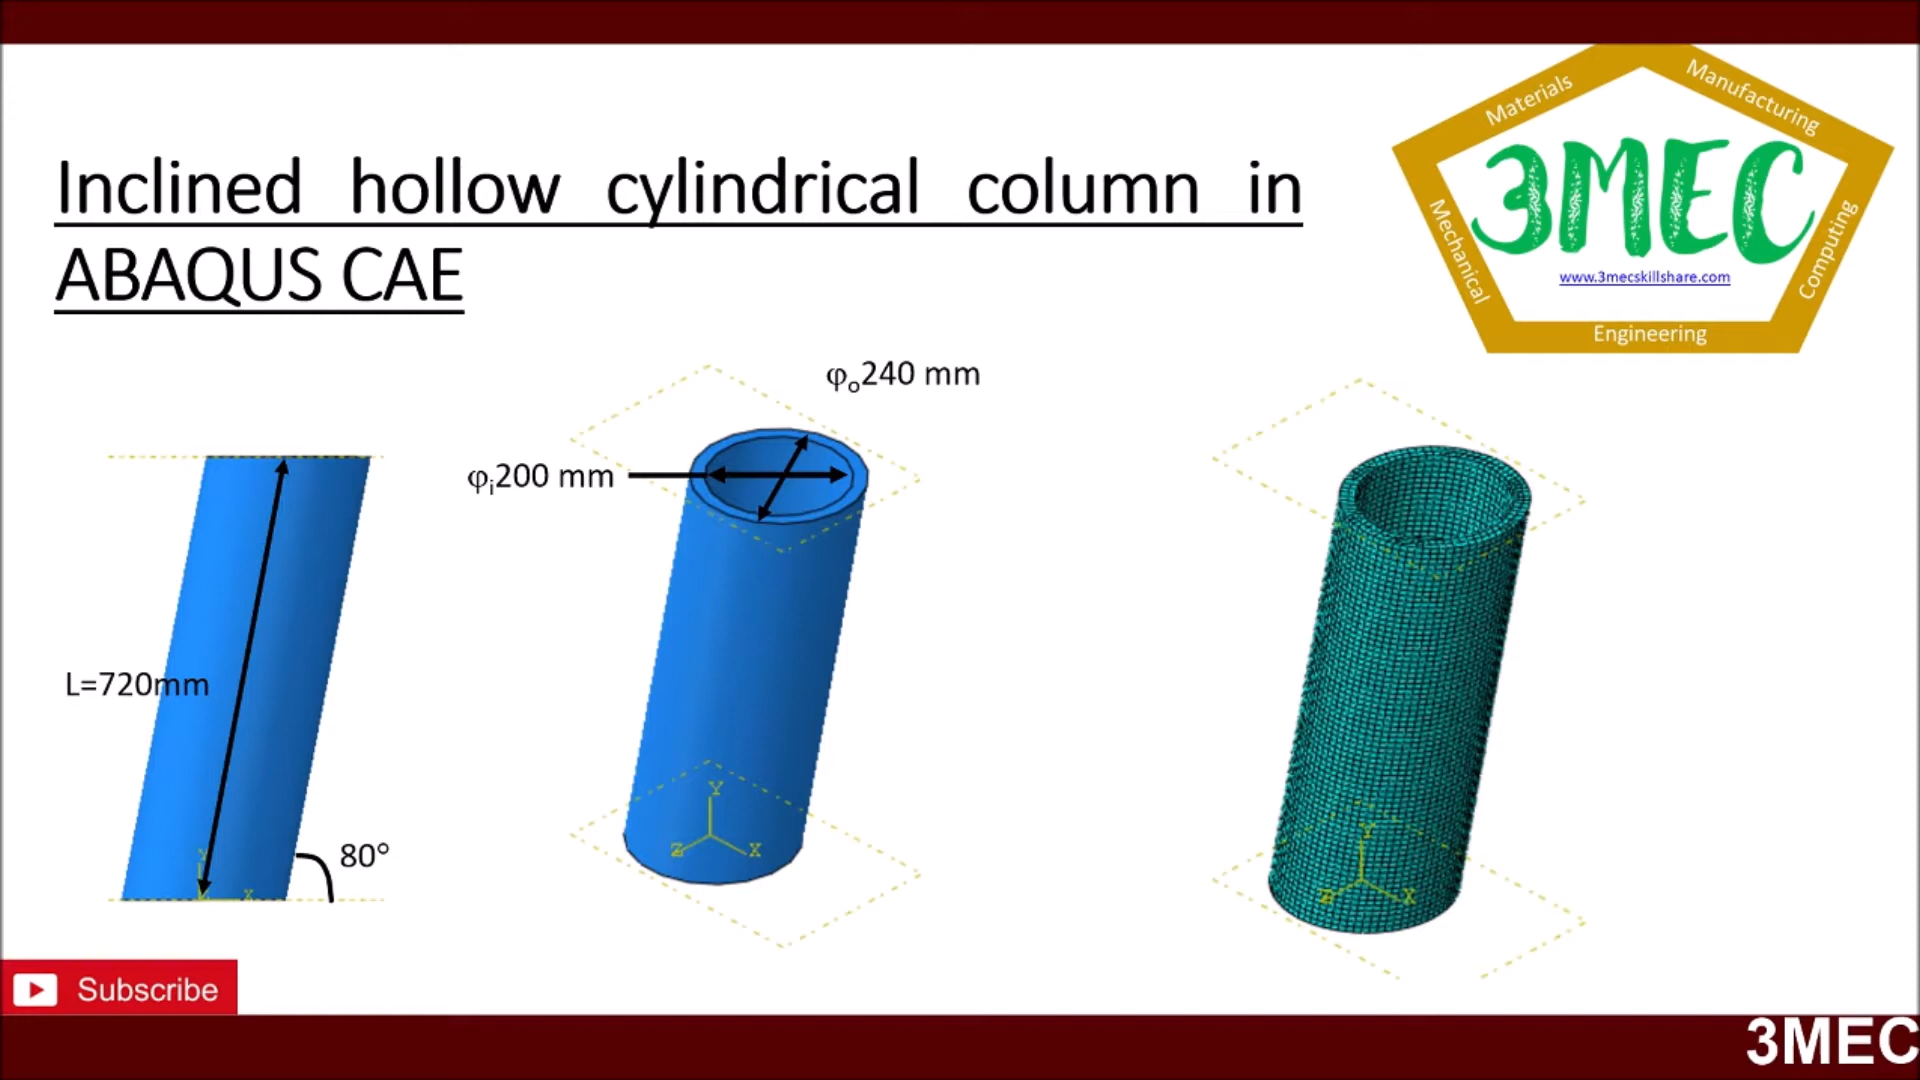 Materials
Manufacturing
Inclined hollow cylindrical column in
ABAQUS CAE
3MEC
www.3mecskillshare.com
Mechanical
Computing
Engineering
φo240 mm
φi200 mm
L=720mm
80°
Y
X
Y
Z
X
Y
Z
X
Subscribe
3MEC